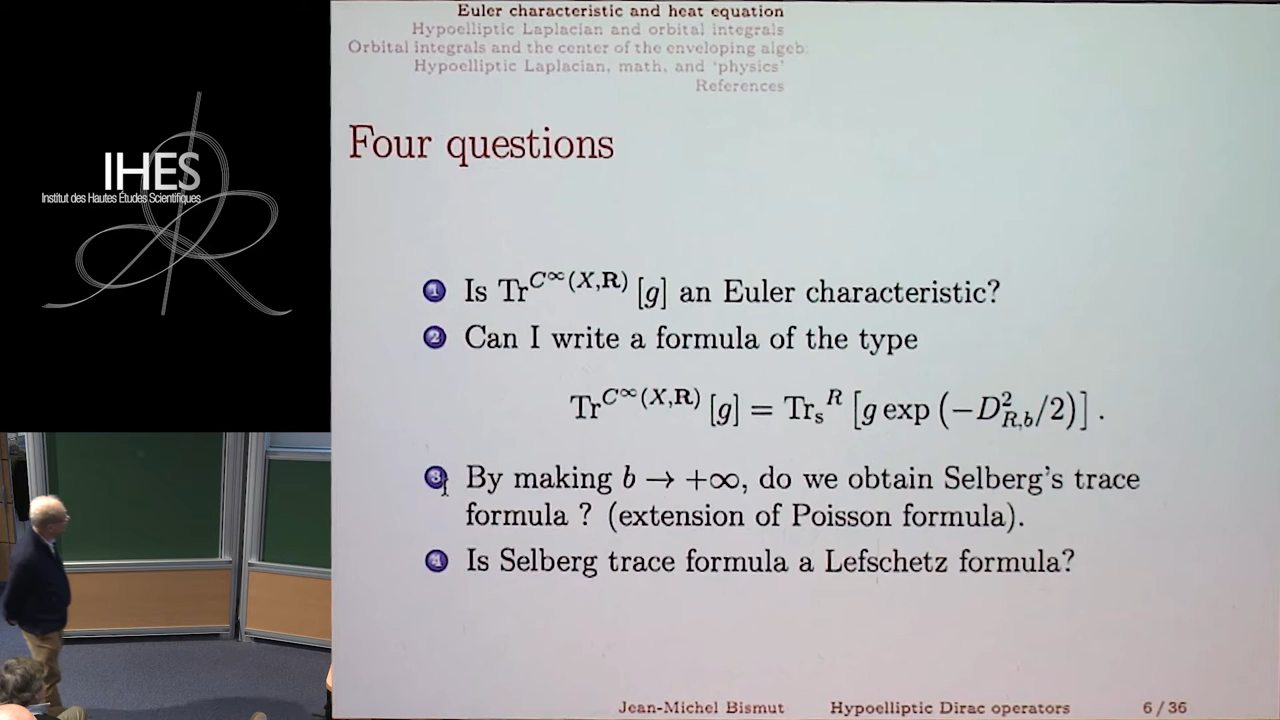 IHES
Institut des Hautes Études Scientifiques
Euler characteristic and heat equation
Hypoelliptic Laplacian and orbital integrals
Orbital integrals and the center of the enveloping algeb
Hypoelliptic Laplacian, math, and ‘physics’
References
Four questions
1 Is Tr^{C^∞(X,R)} [g] an Euler characteristic?
2 Can I write a formula of the type
Tr^{C^∞(X,R)} [g] = Tr_s^R [g exp (−D²_{R,b}/2)] .
3 By making b → +∞, do we obtain Selberg's trace
formula ? (extension of Poisson formula).
4 Is Selberg trace formula a Lefschetz formula?
Jean-Michel Bismut Hypoelliptic Dirac operators 6 / 36